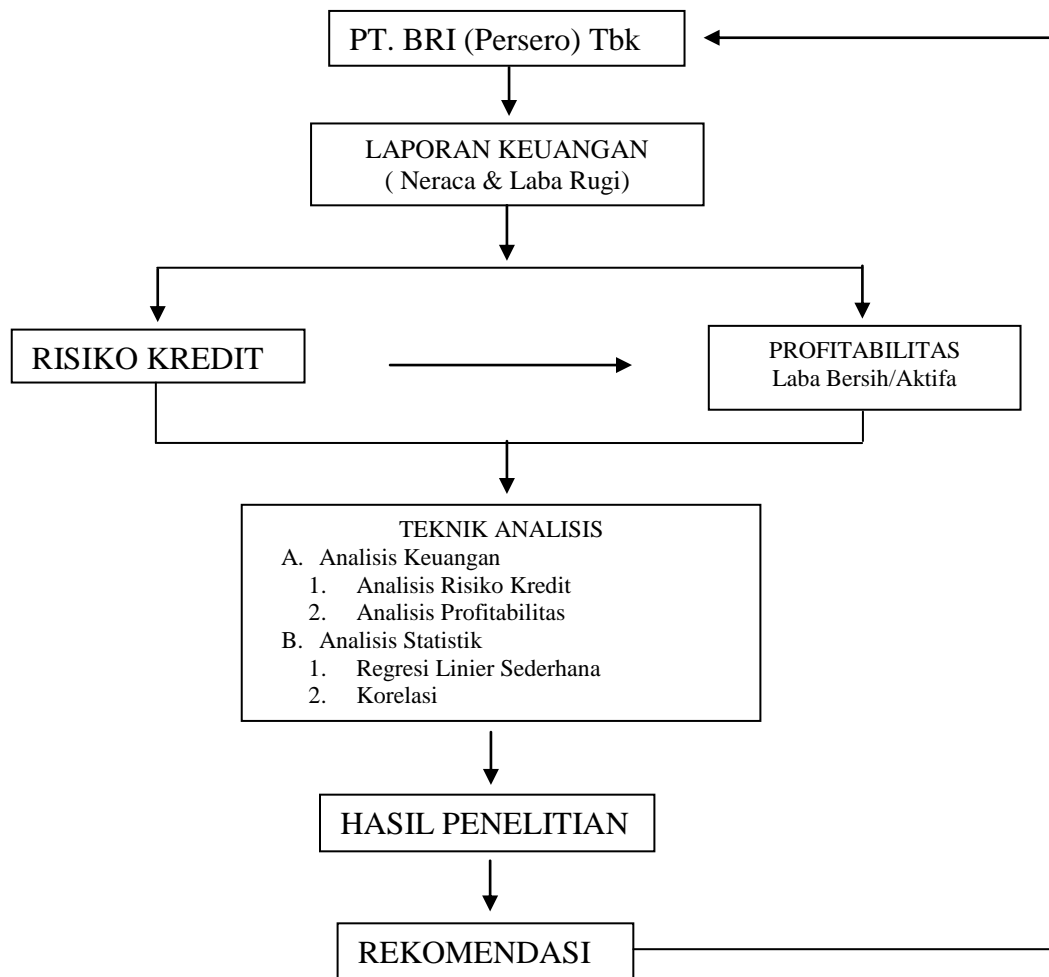 PT. BRI (Persero) Tbk
LAPORAN KEUANGAN
( Neraca & Laba Rugi)
RISIKO KREDIT
PROFITABILITAS
Laba Bersih/Aktifa
TEKNIK ANALISIS
A. Analisis Keuangan
1. Analisis Risiko Kredit
2. Analisis Profitabilitas
B. Analisis Statistik
1. Regresi Linier Sederhana
2. Korelasi
HASIL PENELITIAN
REKOMENDASI